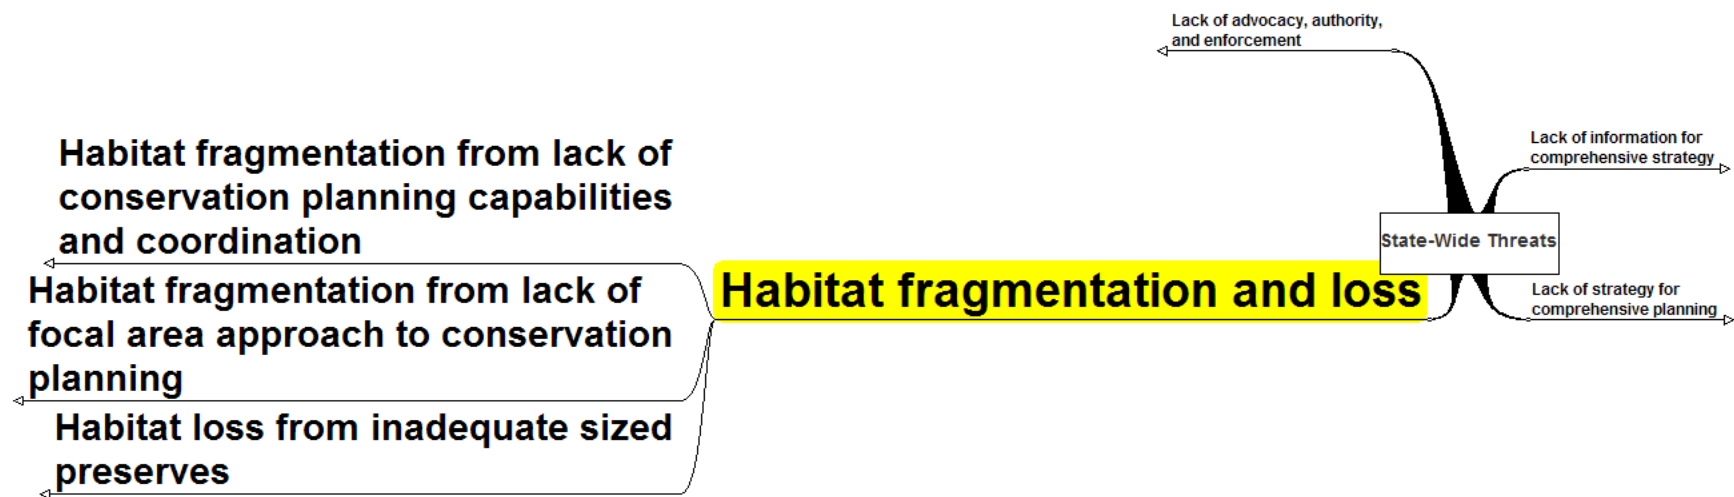 Lack of advocacy, authority,
and enforcement
Habitat fragmentation from lack of
conservation planning capabilities
and coordination
Habitat fragmentation from lack of
focal area approach to conservation
planning
Habitat loss from inadequate sized
preserves
Habitat fragmentation and loss
State-Wide Threats
Lack of information for
comprehensive strategy
Lack of strategy for
comprehensive planning